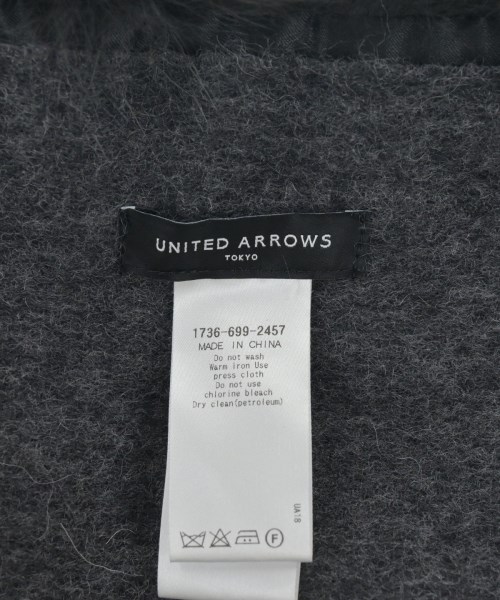 UNITED ARROWS
TOKYO
1736-699-2457
MADE IN CHINA
Do not wash
Warm iron Use
press cloth
Do not use
chlorine bleach
Dry clean(petroleum)
UA18
F